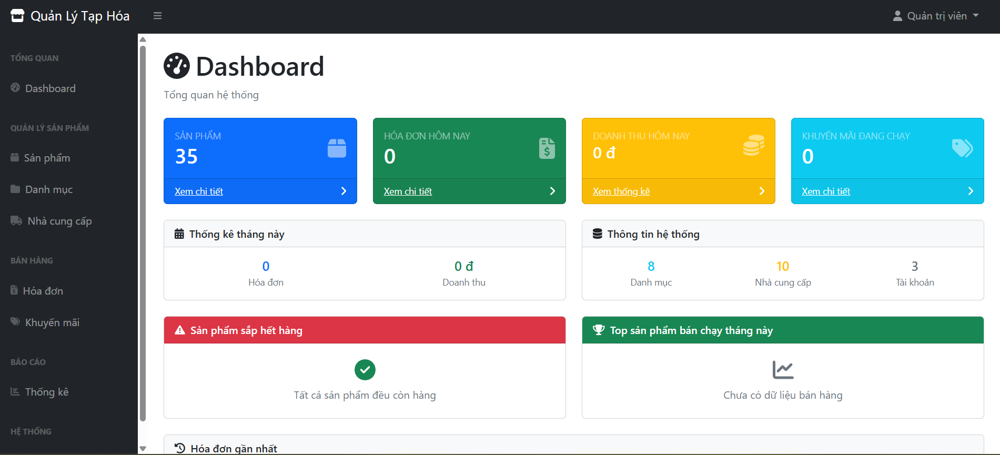 Quản Lý Tạp Hóa
Quản trị viên
TỔNG QUAN
Dashboard
QUẢN LÝ SẢN PHẨM
Sản phẩm
Danh mục
Nhà cung cấp
BÁN HÀNG
Hóa đơn
Khuyến mãi
BÁO CÁO
Thống kê
HỆ THỐNG
Dashboard
Tổng quan hệ thống
SẢN PHẨM
35
Xem chi tiết
HÓA ĐƠN HÔM NAY
0
Xem chi tiết
DOANH THU HÔM NAY
0 đ
Xem thống kê
KHUYẾN MÃI ĐANG CHẠY
0
Xem chi tiết
Thống kê tháng này
0
Hóa đơn
0 đ
Doanh thu
Thông tin hệ thống
8
Danh mục
10
Nhà cung cấp
3
Tài khoản
Sản phẩm sắp hết hàng
Tất cả sản phẩm đều còn hàng
Top sản phẩm bán chạy tháng này
Chưa có dữ liệu bán hàng
Hóa đơn gần nhất